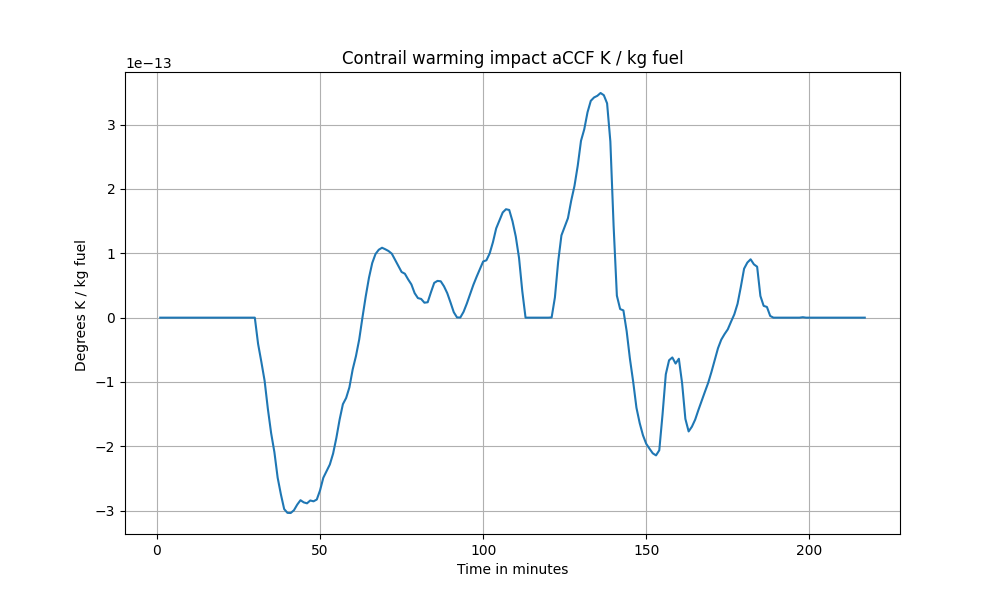 Contrail warming impact aCCF K / kg fuel
1e−13
3
2
1
0
−1
−2
−3
Degrees K / kg fuel
0 50 100 150 200
Time in minutes